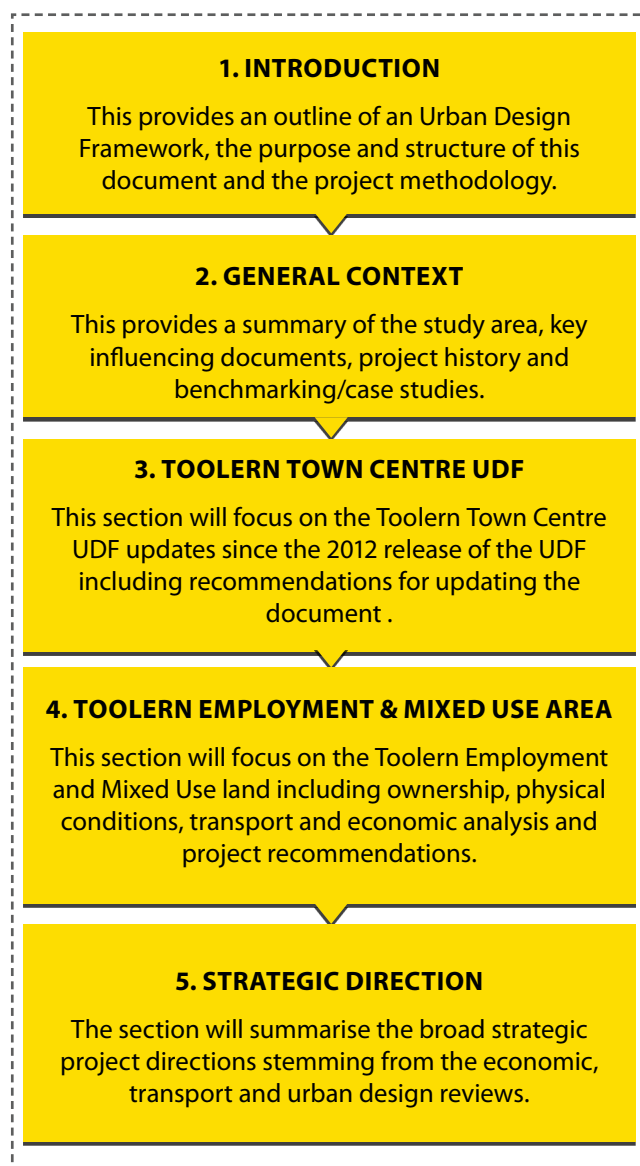 1. INTRODUCTION
This provides an outline of an Urban Design
Framework, the purpose and structure of this
document and the project methodology.
2. GENERAL CONTEXT
This provides a summary of the study area, key
influencing documents, project history and
benchmarking/case studies.
3. TOOLERN TOWN CENTRE UDF
This section will focus on the Toolern Town Centre
UDF updates since the 2012 release of the UDF
including recommendations for updating the
document .
4. TOOLERN EMPLOYMENT & MIXED USE AREA
This section will focus on the Toolern Employment
and Mixed Use land including ownership, physical
conditions, transport and economic analysis and
project recommendations.
5. STRATEGIC DIRECTION
The section will summarise the broad strategic
project directions stemming from the economic,
transport and urban design reviews.